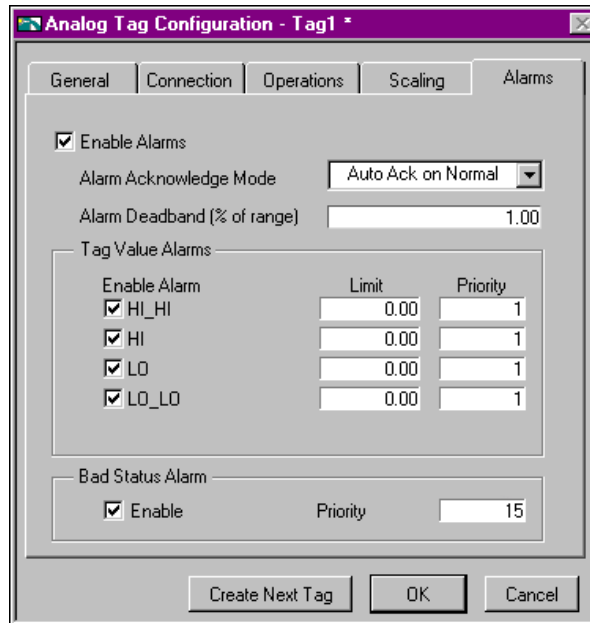 Analog Tag Configuration - Tag1 *
General Connection Operations Scaling Alarms
Enable Alarms
Alarm Acknowledge Mode Auto Ack on Normal
Alarm Deadband (% of range) 1.00
Tag Value Alarms
Enable Alarm Limit Priority
HI_HI 0.00 1
HI 0.00 1
LO 0.00 1
LO_LO 0.00 1
Bad Status Alarm
Enable Priority 15
Create Next Tag OK Cancel